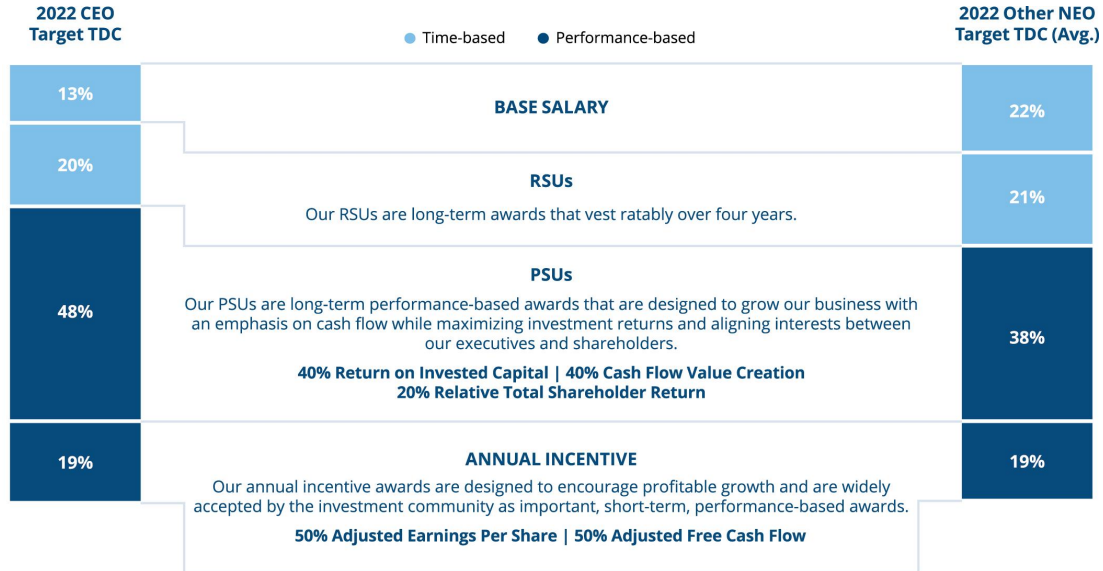 2022 CEO
Target TDC
Time-based
Performance-based
2022 Other NEO
Target TDC (Avg.)
13%
BASE SALARY
22%
20%
RSUs
Our RSUs are long-term awards that vest ratably over four years.
21%
PSUs
Our PSUs are long-term performance-based awards that are designed to grow our business with
an emphasis on cash flow while maximizing investment returns and aligning interests between
our executives and shareholders.
40% Return on Invested Capital | 40% Cash Flow Value Creation
20% Relative Total Shareholder Return
48%
38%
19%
ANNUAL INCENTIVE
Our annual incentive awards are designed to encourage profitable growth and are widely
accepted by the investment community as important, short-term, performance-based awards.
50% Adjusted Earnings Per Share | 50% Adjusted Free Cash Flow
19%